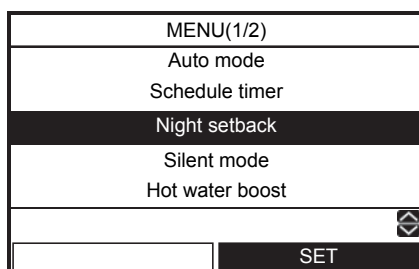 MENU(1/2)
Auto mode
Schedule timer
Night setback
Silent mode
Hot water boost
SET